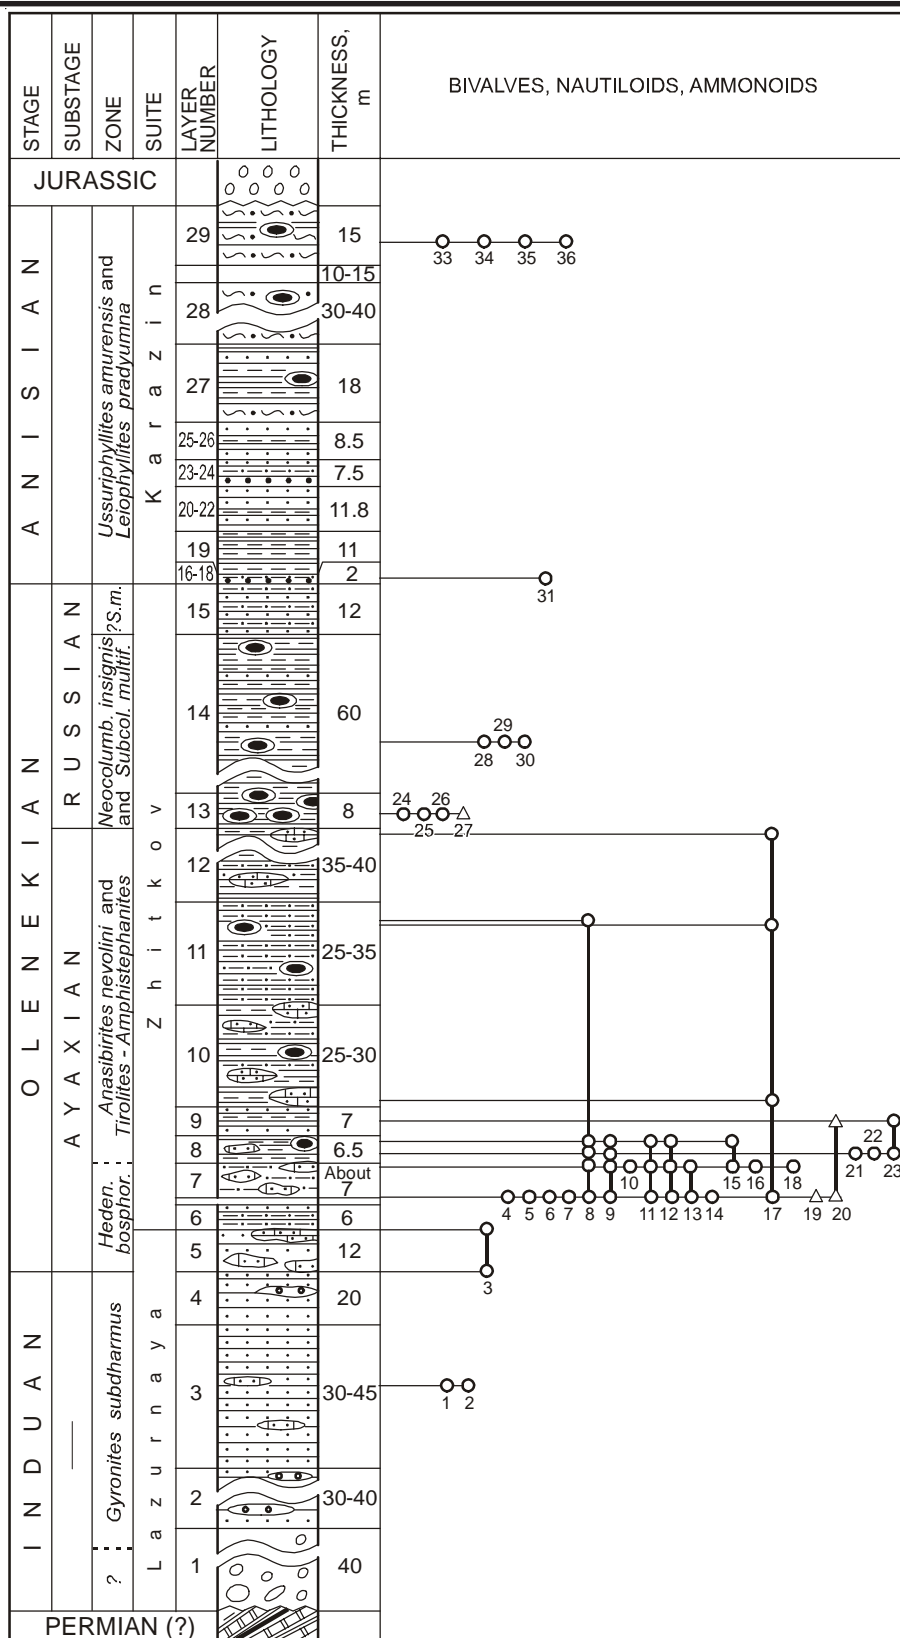 STAGE
SUBSTAGE
ZONE
SUITE
LAYER
NUMBER
LITHOLOGY
THICKNESS,
m
BIVALVES, NAUTILOIDS, AMMONOIDS
JURASSIC
ANISIAN
Ussuriphyllites amurensis and
Leiophyllites pradyumna
Karazin
29
15
33 34 35 36
10-15
28
30-40
27
18
25-26
8.5
23-24
7.5
20-22
11.8
19
11
16-18
2
31
OLENEKIAN
RUSSIAN
?S.m.
Zhitkov
15
12
Neocolumb. insignis
and Subcol. multif.
14
60
29
28 30
13
8
24 26
25 27
AYAXIAN
Anasibirites nevolini and
Tirolites - Amphistephanites
12
35-40
11
25-35
10
25-30
9
7
22
8
6.5
21 23
Heden.
bosphor.
7
About
7
10 15 16 18
4 5 6 7 8 9 11 12 13 14 17 19 20
6
6
5
12
3
INDUAN
Gyronites subdharmus
Lazurnaya
4
20
3
30-45
1 2
2
30-40
?
1
40
PERMIAN (?)